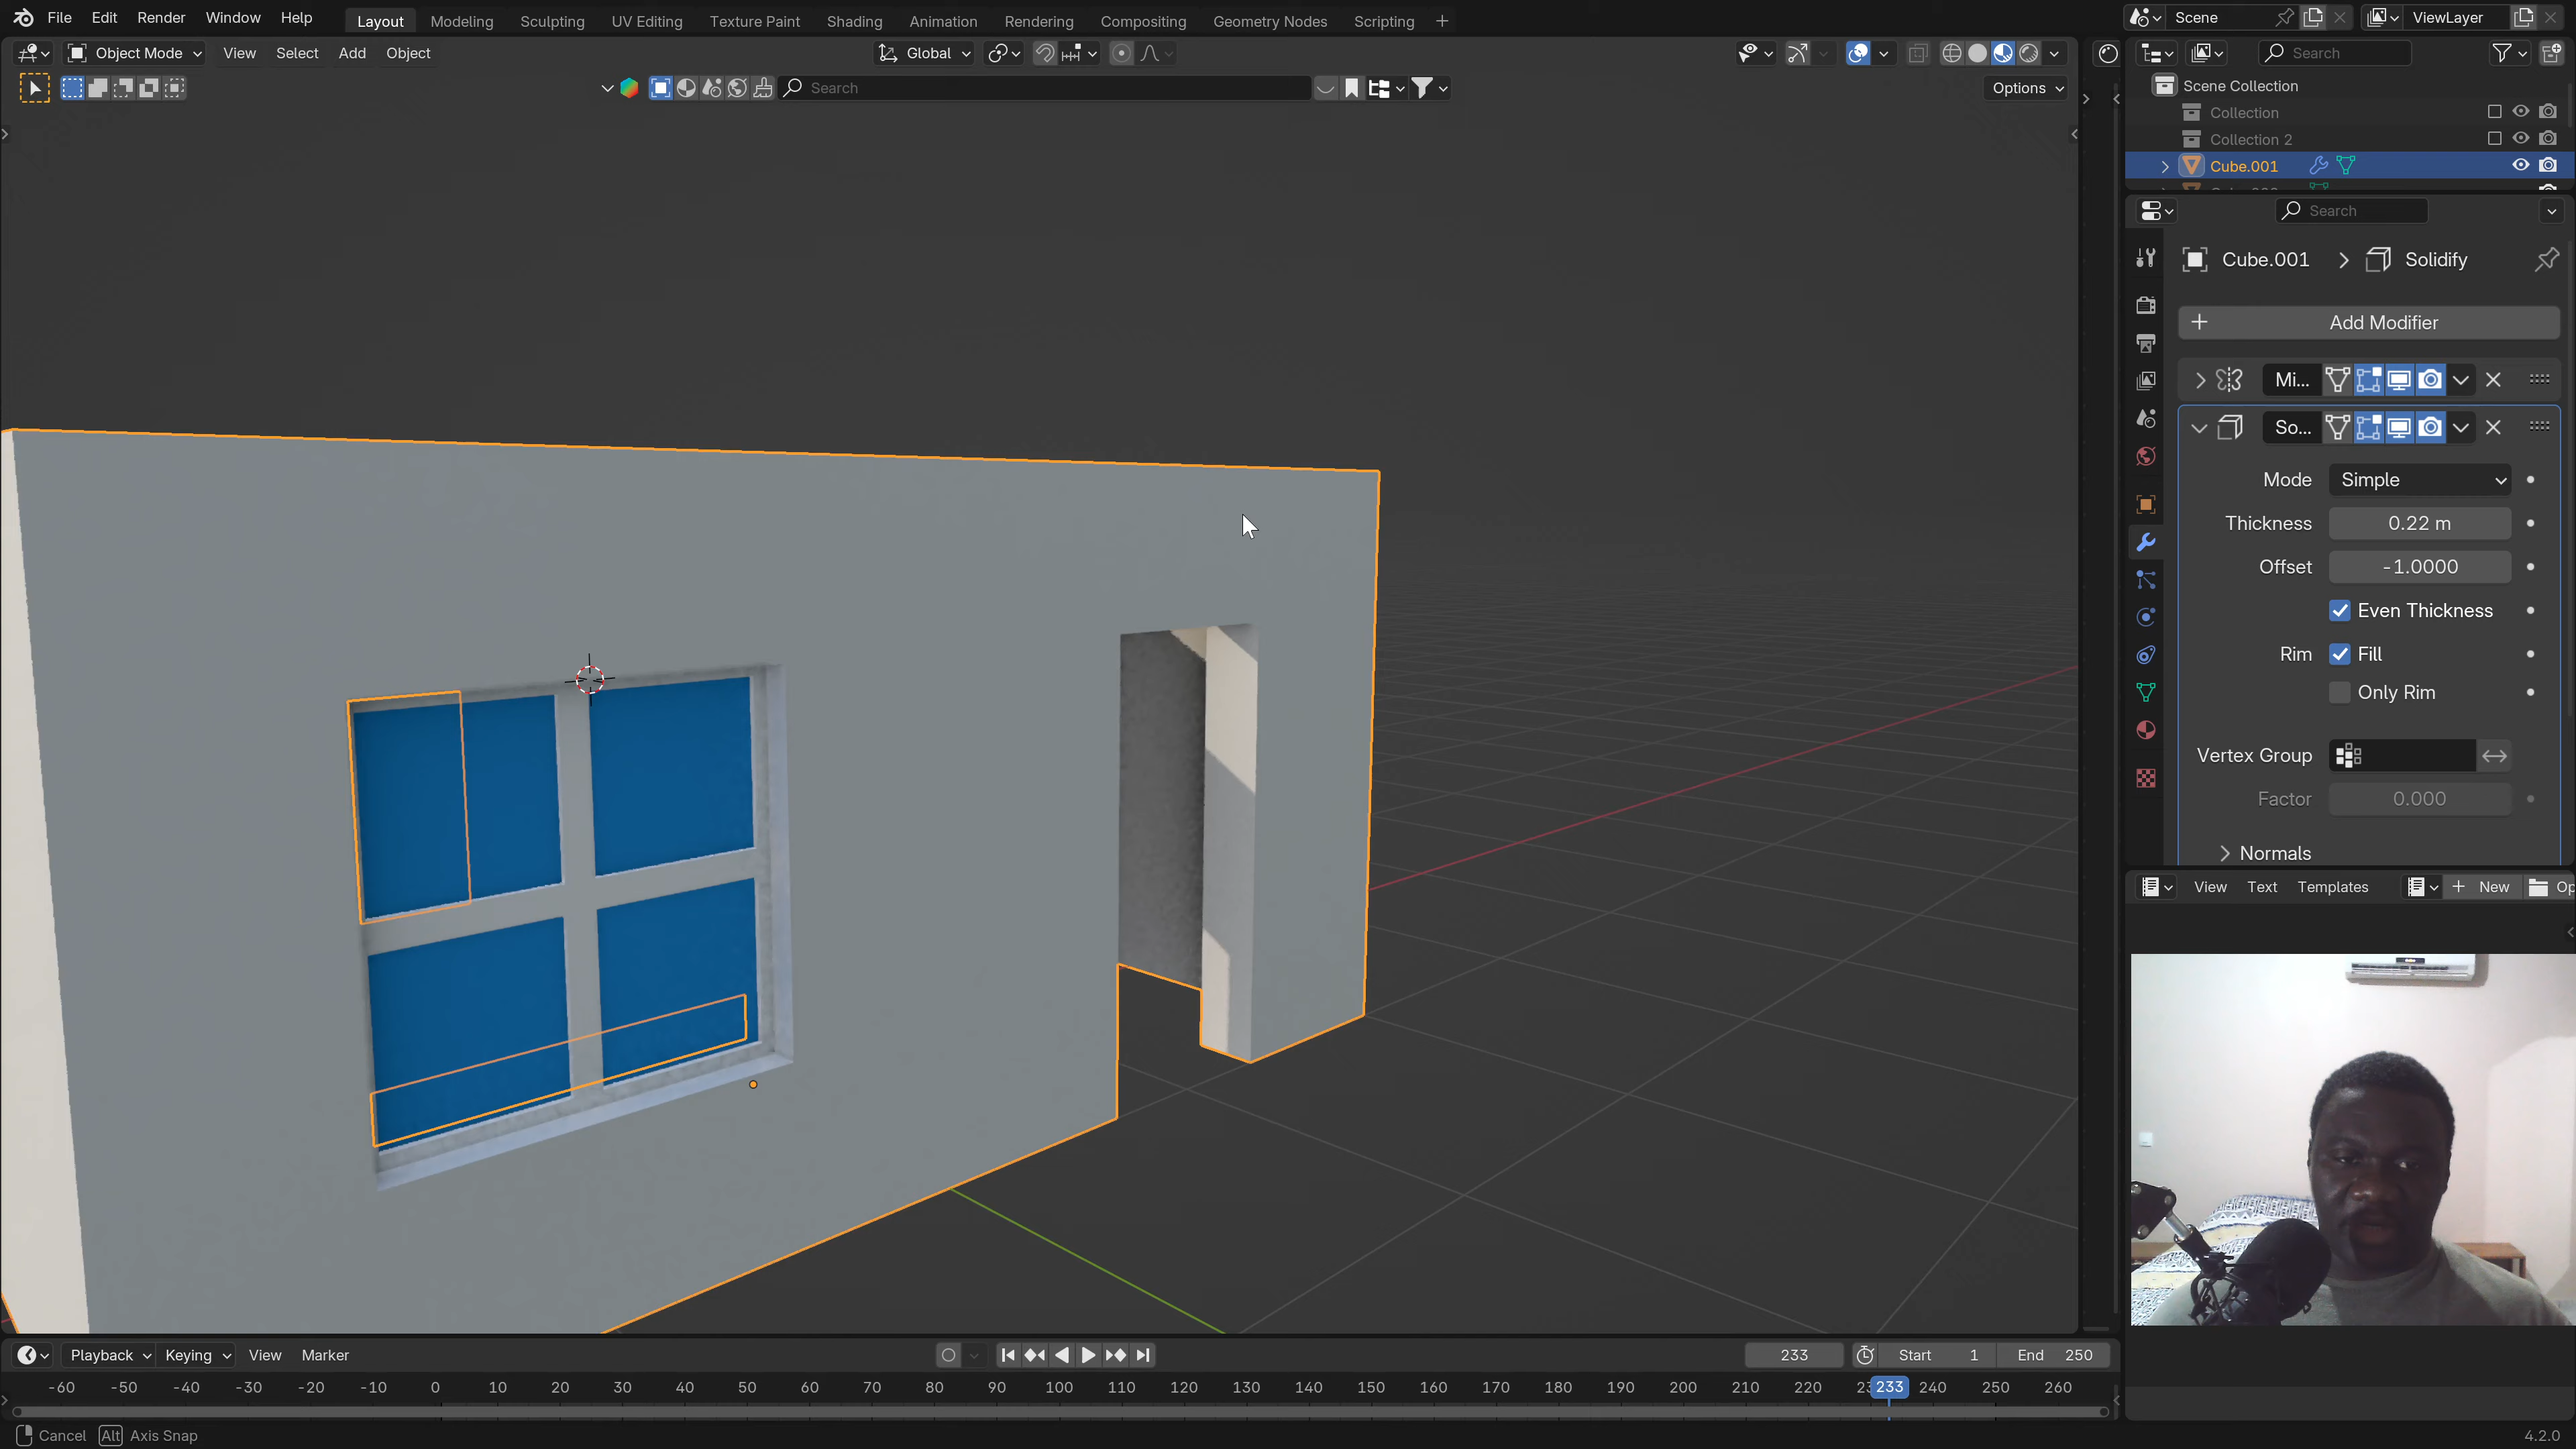 File Edit Render Window Help Layout Modeling Sculpting UV Editing Texture Paint Shading Animation Rendering Compositing Geometry Nodes Scripting + Scene ViewLayer
Object Mode View Select Add Object Global Search
Search Options
Scene Collection
Collection
Collection 2
Cube.001
Search
Cube.001 > Solidify
Add Modifier
Mi...
So...
Mode Simple
Thickness 0.22 m
Offset -1.0000
Even Thickness
Rim Fill
Only Rim
Vertex Group
Factor 0.000
Normals
View Text Templates New Op
Playback Keying View Marker 233 Start 1 End 250
-60 -50 -40 -30 -20 -10 0 10 20 30 40 50 60 70 80 90 100 110 120 130 140 150 160 170 180 190 200 210 220 233 240 250 260
Cancel Alt Axis Snap 4.2.0